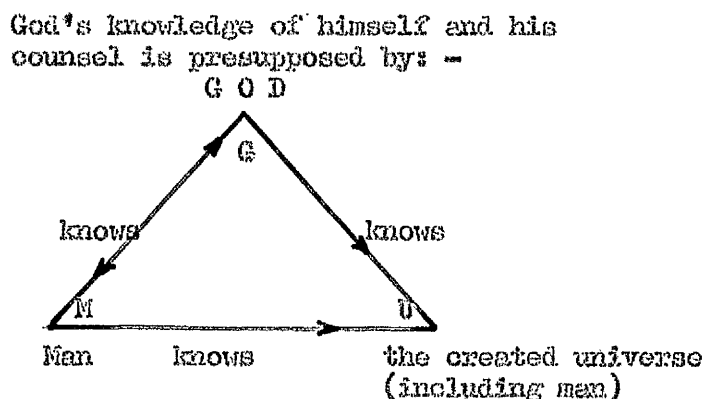 God's knowledge of himself and his
counsel is presupposed by: -
G O D
G
knows
knows
M
U
Man knows the created universe
(including man)